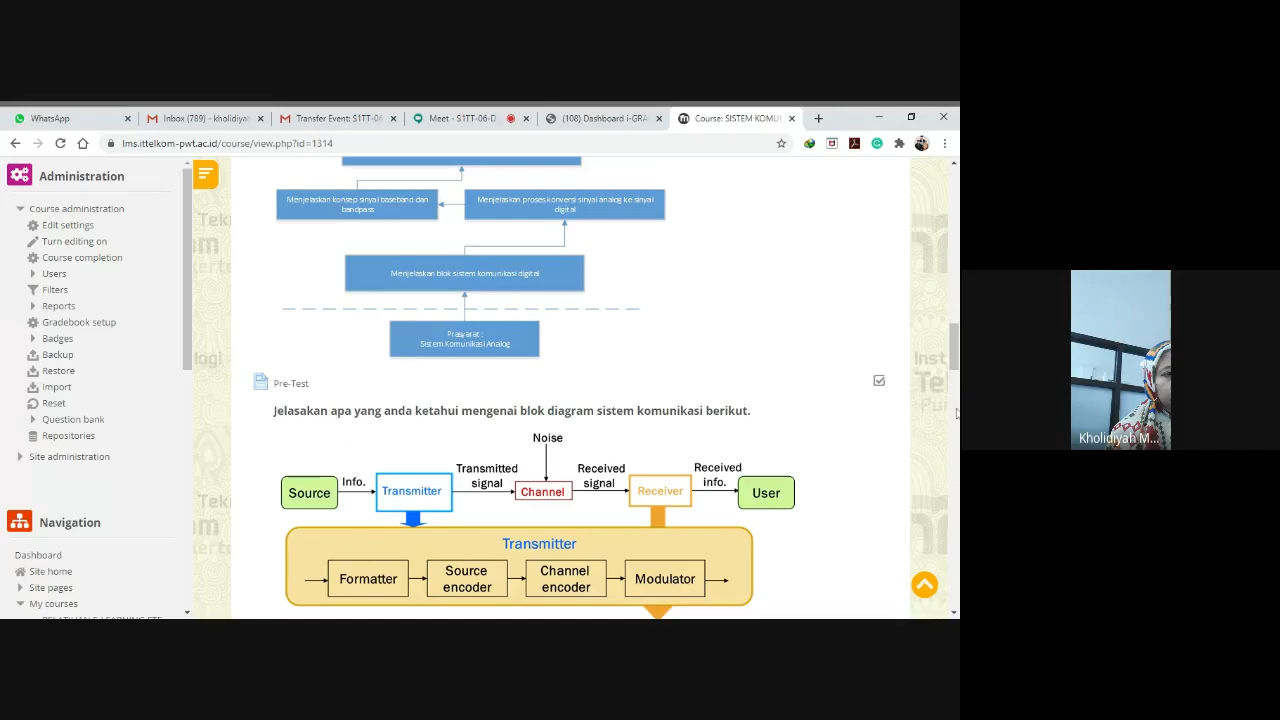 WhatsApp
Inbox (789) - kholidiyah
Transfer Event: S1TT-06-
Meet - S1TT-06-D
(108) Dashboard i-GRA
Course: SISTEM KOMU
lms.ittelkom-pwt.ac.id/course/view.php?id=1314
Administration
Course administration
Edit settings
Turn editing on
Course completion
Users
Filters
Reports
Gradebook setup
Badges
Backup
Restore
Import
Reset
Question bank
Repositories
Site administration
Navigation
Dashboard
Site home
Site pages
My courses
Menjelaskan konsep sinyal baseband dan
bandpass
Menjelaskan proses konversi sinyal analog ke sinyal
digital
Menjelaskan blok sistem komunikasi digital
Prasyarat :
Sistem Komunikasi Analog
Pre-Test
Jelasakan apa yang anda ketahui mengenai blok diagram sistem komunikasi berikut.
Noise
Source
Info.
Transmitter
Transmitted
signal
Channel
Received
signal
Receiver
Received
info.
User
Transmitter
Formatter
Source
encoder
Channel
encoder
Modulator
Kholidiyah M...